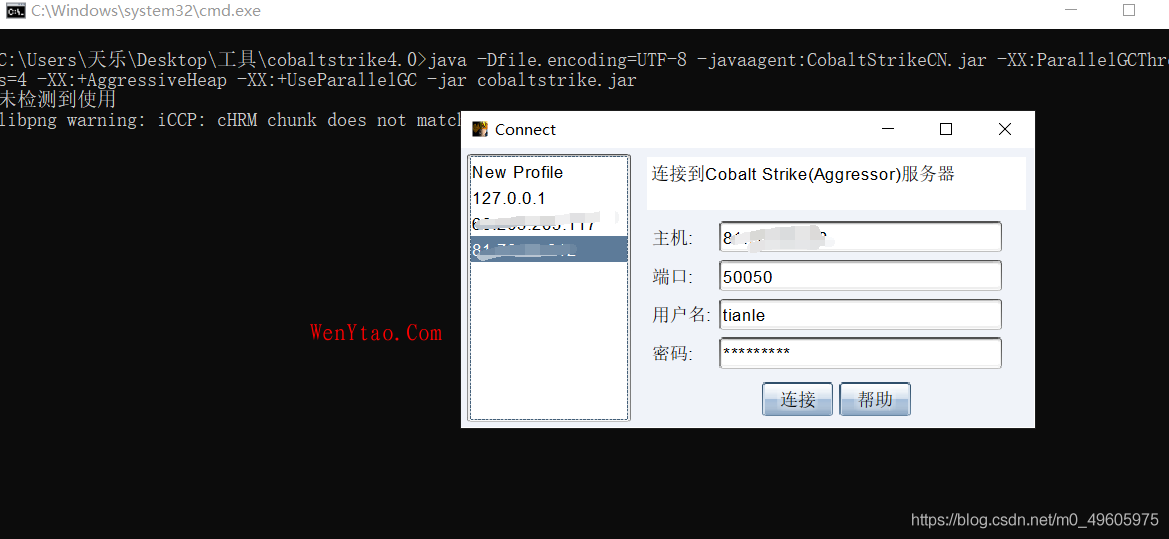 C:\Windows\system32\cmd.exe
C:\Users\天乐\Desktop\工具\cobaltstrike4.0>java -Dfile.encoding=UTF-8 -javaagent:CobaltStrikeCN.jar -XX:ParallelGCThre
s=4 -XX:+AggressiveHeap -XX:+UseParallelGC -jar cobaltstrike.jar
未检测到使用
libpng warning: iCCP: cHRM chunk does not match
Connect
New Profile
127.0.0.1
连接到Cobalt Strike(Aggressor)服务器
主机:
端口: 50050
用户名: tianle
密码: *********
连接 帮助
WenYtao.Com
https://blog.csdn.net/m0_49605975